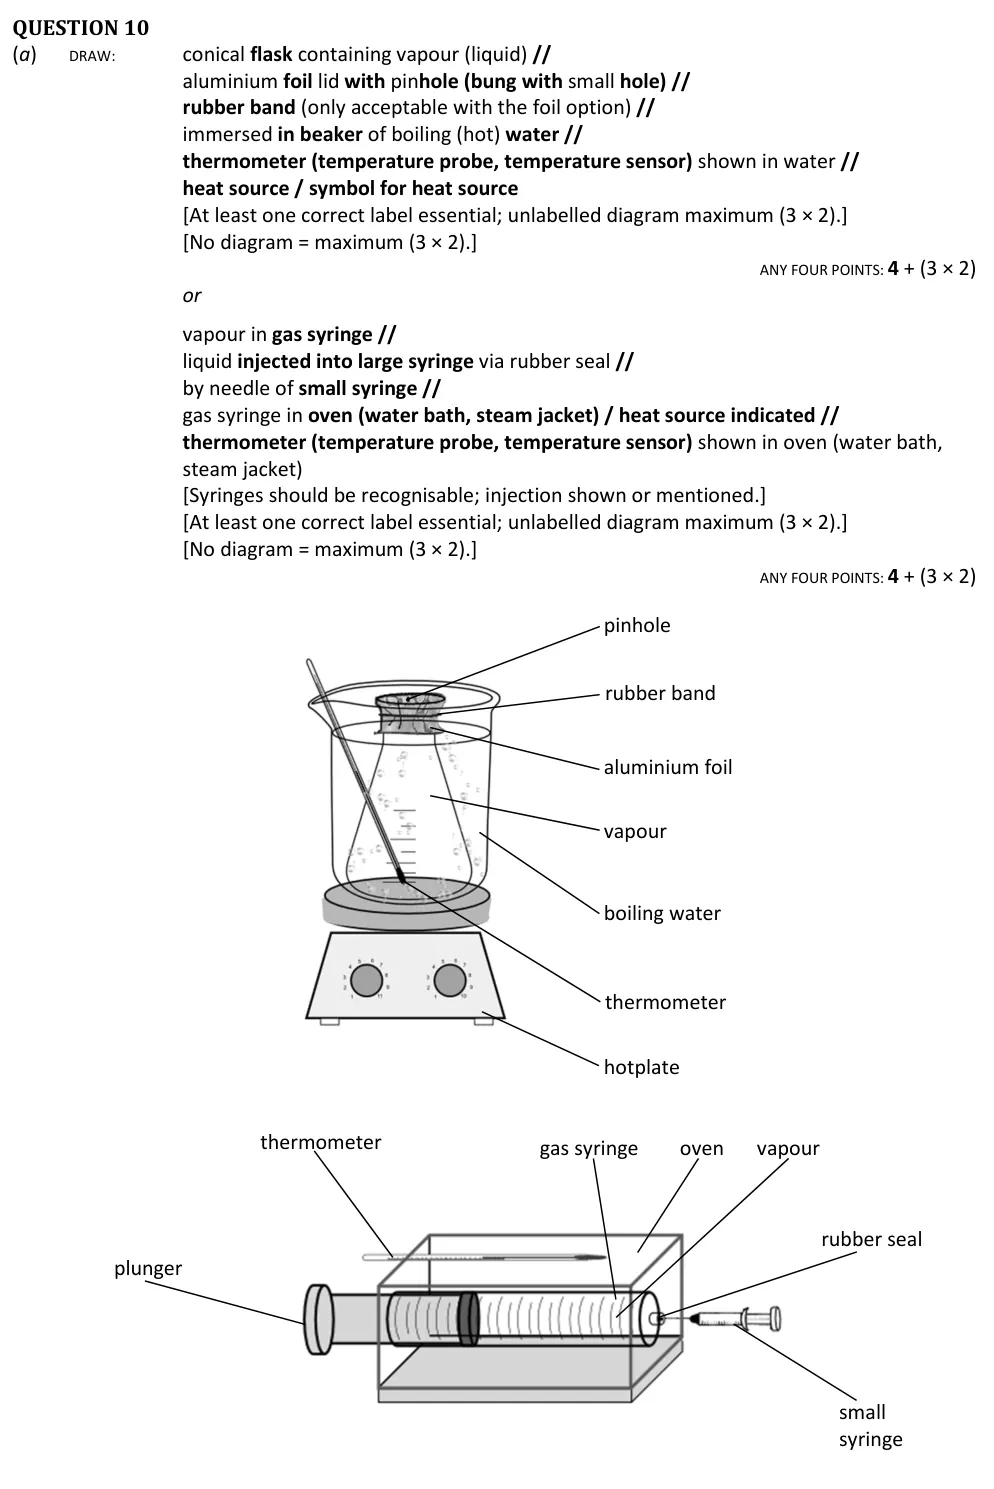 QUESTION 10
(a) DRAW: conical flask containing vapour (liquid) //
aluminium foil lid with pinhole (bung with small hole) //
rubber band (only acceptable with the foil option) //
immersed in beaker of boiling (hot) water //
thermometer (temperature probe, temperature sensor) shown in water //
heat source / symbol for heat source
[At least one correct label essential; unlabelled diagram maximum (3 × 2).]
[No diagram = maximum (3 × 2).]
ANY FOUR POINTS: 4 + (3 × 2)
or
vapour in gas syringe //
liquid injected into large syringe via rubber seal //
by needle of small syringe //
gas syringe in oven (water bath, steam jacket) / heat source indicated //
thermometer (temperature probe, temperature sensor) shown in oven (water bath,
steam jacket)
[Syringes should be recognisable; injection shown or mentioned.]
[At least one correct label essential; unlabelled diagram maximum (3 × 2).]
[No diagram = maximum (3 × 2).]
ANY FOUR POINTS: 4 + (3 × 2)
pinhole
rubber band
aluminium foil
vapour
boiling water
thermometer
hotplate
thermometer
gas syringe oven vapour
rubber seal
plunger
small
syringe